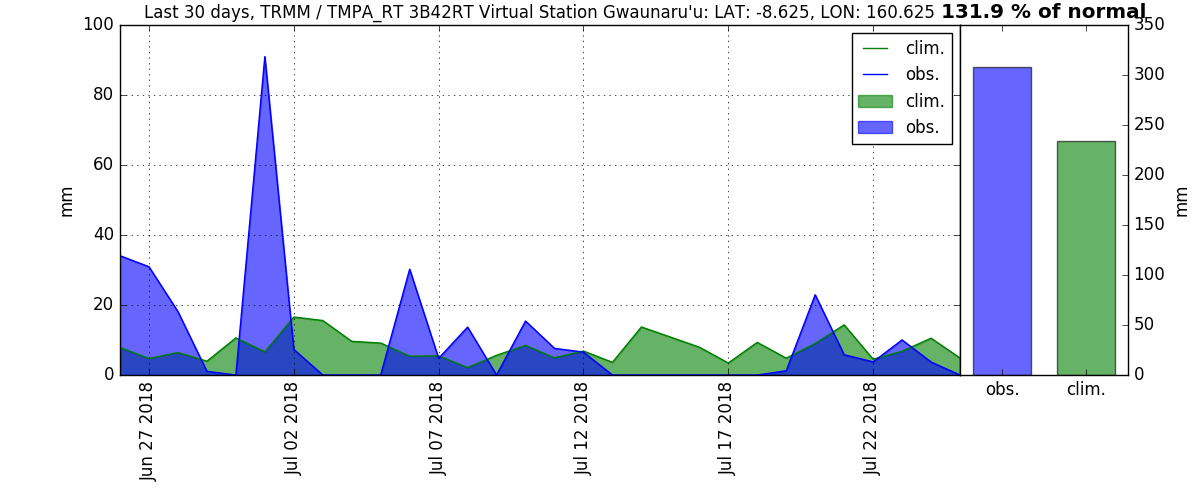 Last 30 days, TRMM / TMPA_RT 3B42RT Virtual Station Gwaunaru'u: LAT: -8.625, LON: 160.625 131.9 % of normal
100
80
60
40
20
0
mm
clim.
obs.
clim.
obs.
350
300
250
200
150
100
50
0
mm
Jun 27 2018
Jul 02 2018
Jul 07 2018
Jul 12 2018
Jul 17 2018
Jul 22 2018
obs. clim.